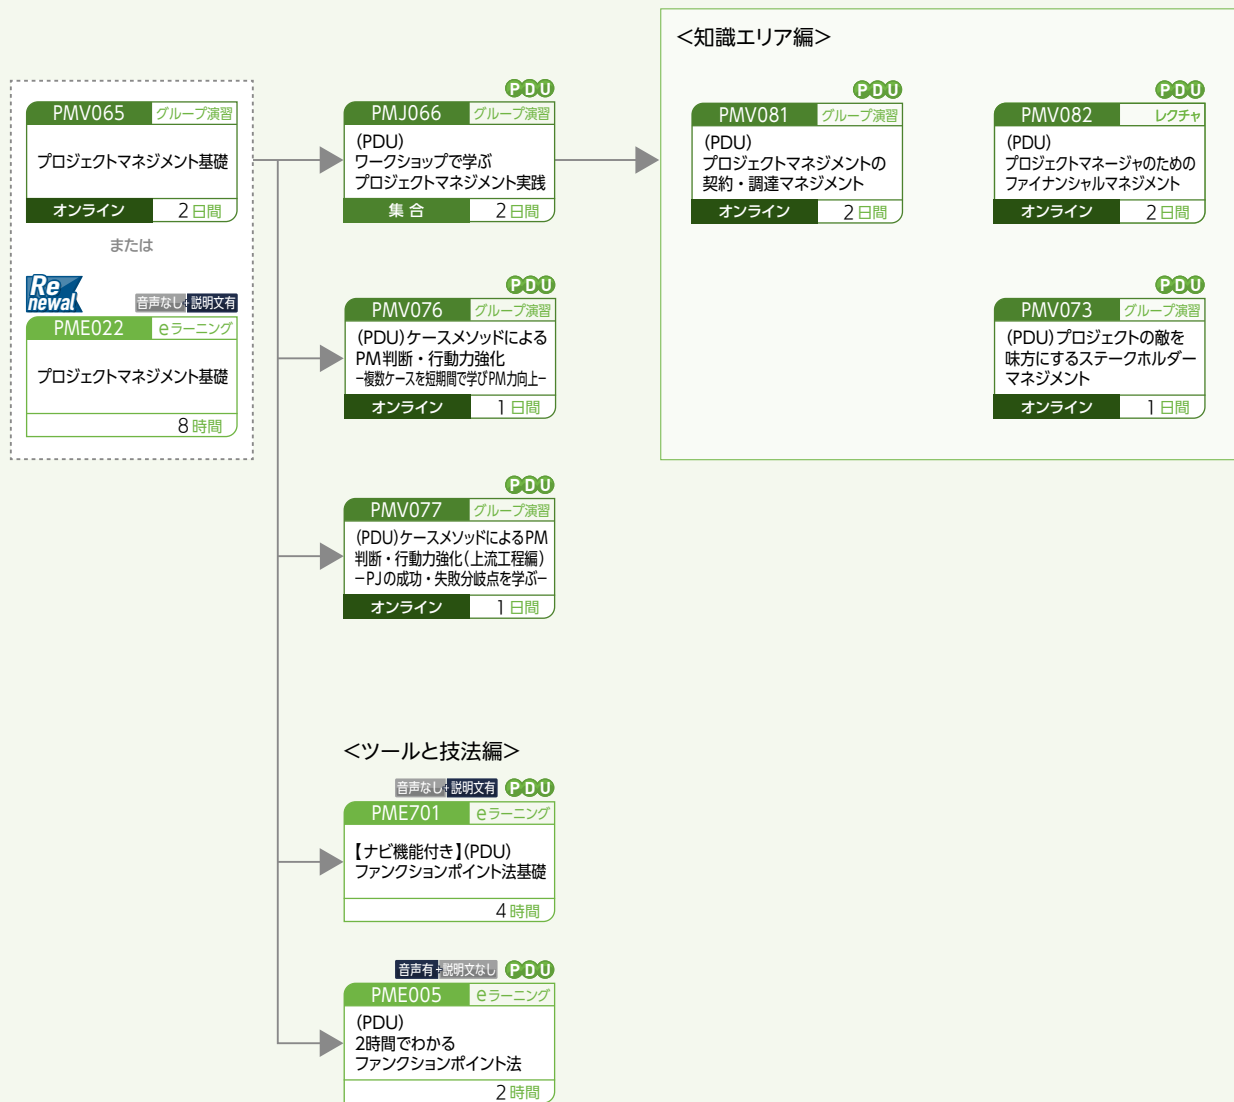 PMV065 グループ演習
プロジェクトマネジメント基礎
オンライン 2日間
または
Re
newal
音声なし+説明文有
PME022 eラーニング
プロジェクトマネジメント基礎
8時間
PDU
PMJ066 グループ演習
(PDU)
ワークショップで学ぶ
プロジェクトマネジメント実践
集合 2日間
PDU
PMV076 グループ演習
(PDU)ケースメソッドによる
PM判断・行動力強化
−複数ケースを短期間で学びPM力向上−
オンライン 1日間
PDU
PMV077 グループ演習
(PDU)ケースメソッドによるPM
判断・行動力強化(上流工程編)
−PJの成功・失敗分岐点を学ぶ−
オンライン 1日間
<ツールと技法編>
音声なし+説明文有 PDU
PME701 eラーニング
【ナビ機能付き】(PDU)
ファンクションポイント法基礎
4時間
音声有+説明文なし PDU
PME005 eラーニング
(PDU)
2時間でわかる
ファンクションポイント法
2時間
<知識エリア編>
PDU
PMV081 グループ演習
(PDU)
プロジェクトマネジメントの
契約・調達マネジメント
オンライン 2日間
PDU
PMV082 レクチャ
(PDU)
プロジェクトマネージャのための
ファイナンシャルマネジメント
オンライン 2日間
PDU
PMV073 グループ演習
(PDU)プロジェクトの敵を
味方にするステークホルダー
マネジメント
オンライン 1日間